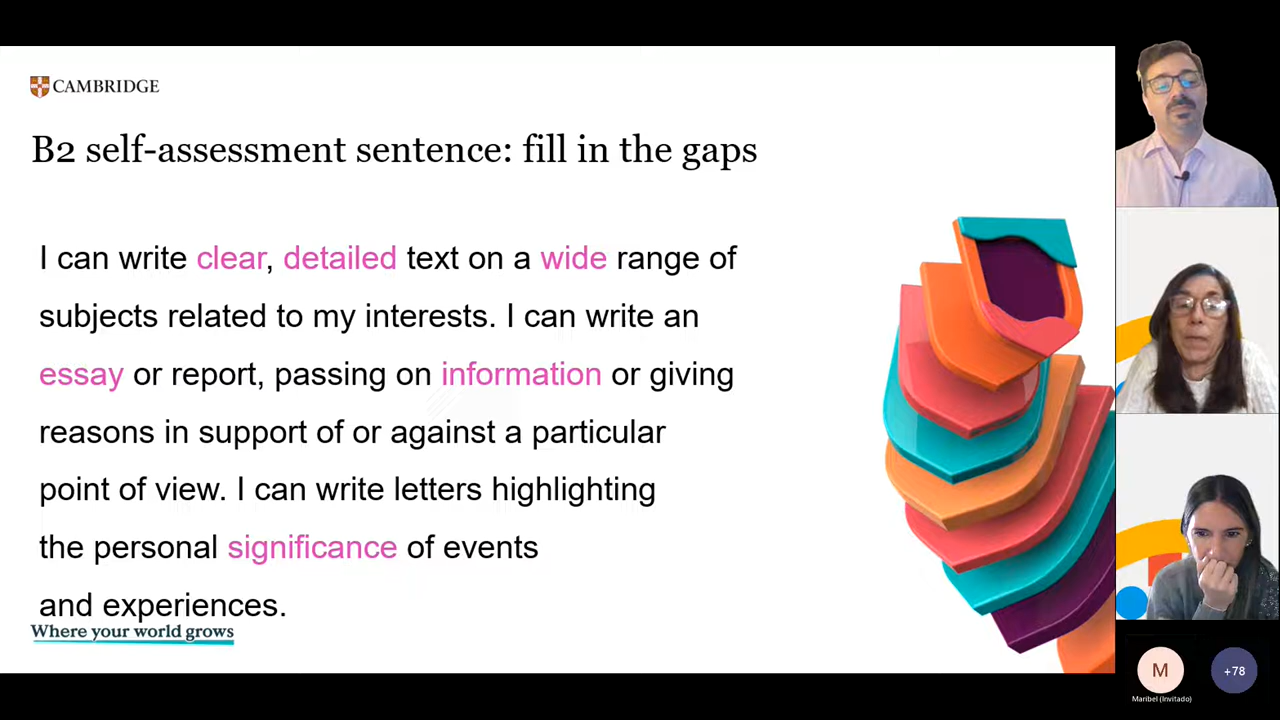 CAMBRIDGE
B2 self-assessment sentence: fill in the gaps
I can write clear, detailed text on a wide range of
subjects related to my interests. I can write an
essay or report, passing on information or giving
reasons in support of or against a particular
point of view. I can write letters highlighting
the personal significance of events
and experiences.
Where your world grows
M
+78
Maribel (Invitado)